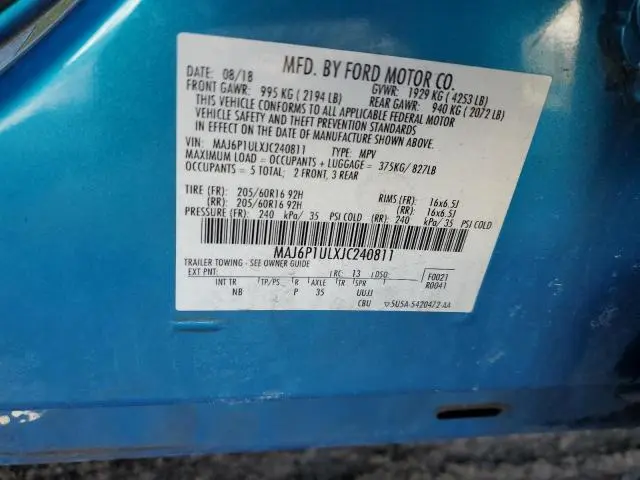 DATE: 08/18 MFD. BY FORD MOTOR CO.
FRONT GAWR: 995 KG ( 2194 LB) GVWR: 1929 KG ( 4253 LB)
REAR GAWR: 940 KG ( 2072 LB)
THIS VEHICLE CONFORMS TO ALL APPLICABLE FEDERAL MOTOR
VEHICLE SAFETY AND THEFT PREVENTION STANDARDS
IN EFFECT ON THE DATE OF MANUFACTURE SHOWN ABOVE.
VIN: MAJ6P1ULXJC240811 TYPE: MPV
MAXIMUM LOAD = OCCUPANTS + LUGGAGE = 375KG/ 827LB
OCCUPANTS = 5 TOTAL; 2 FRONT, 3 REAR
TIRE (FR): 205/60R16 92H RIMS (FR): 16x6.5J
(RR): 205/60R16 92H (RR): 16x6.5J
PRESSURE (FR): 240 kPa/ 35 PSI COLD (RR): 240 kPa/ 35 PSI COLD
MAJ6P1ULXJC240811
TRAILER TOWING - SEE OWNER GUIDE
EXT PNT: RC: 13 DSO: F0021
INT TR TP/PS R AXLE TR SPR R0041
NB P 35 UUJJ
CBU 5U5A-5420472-AA